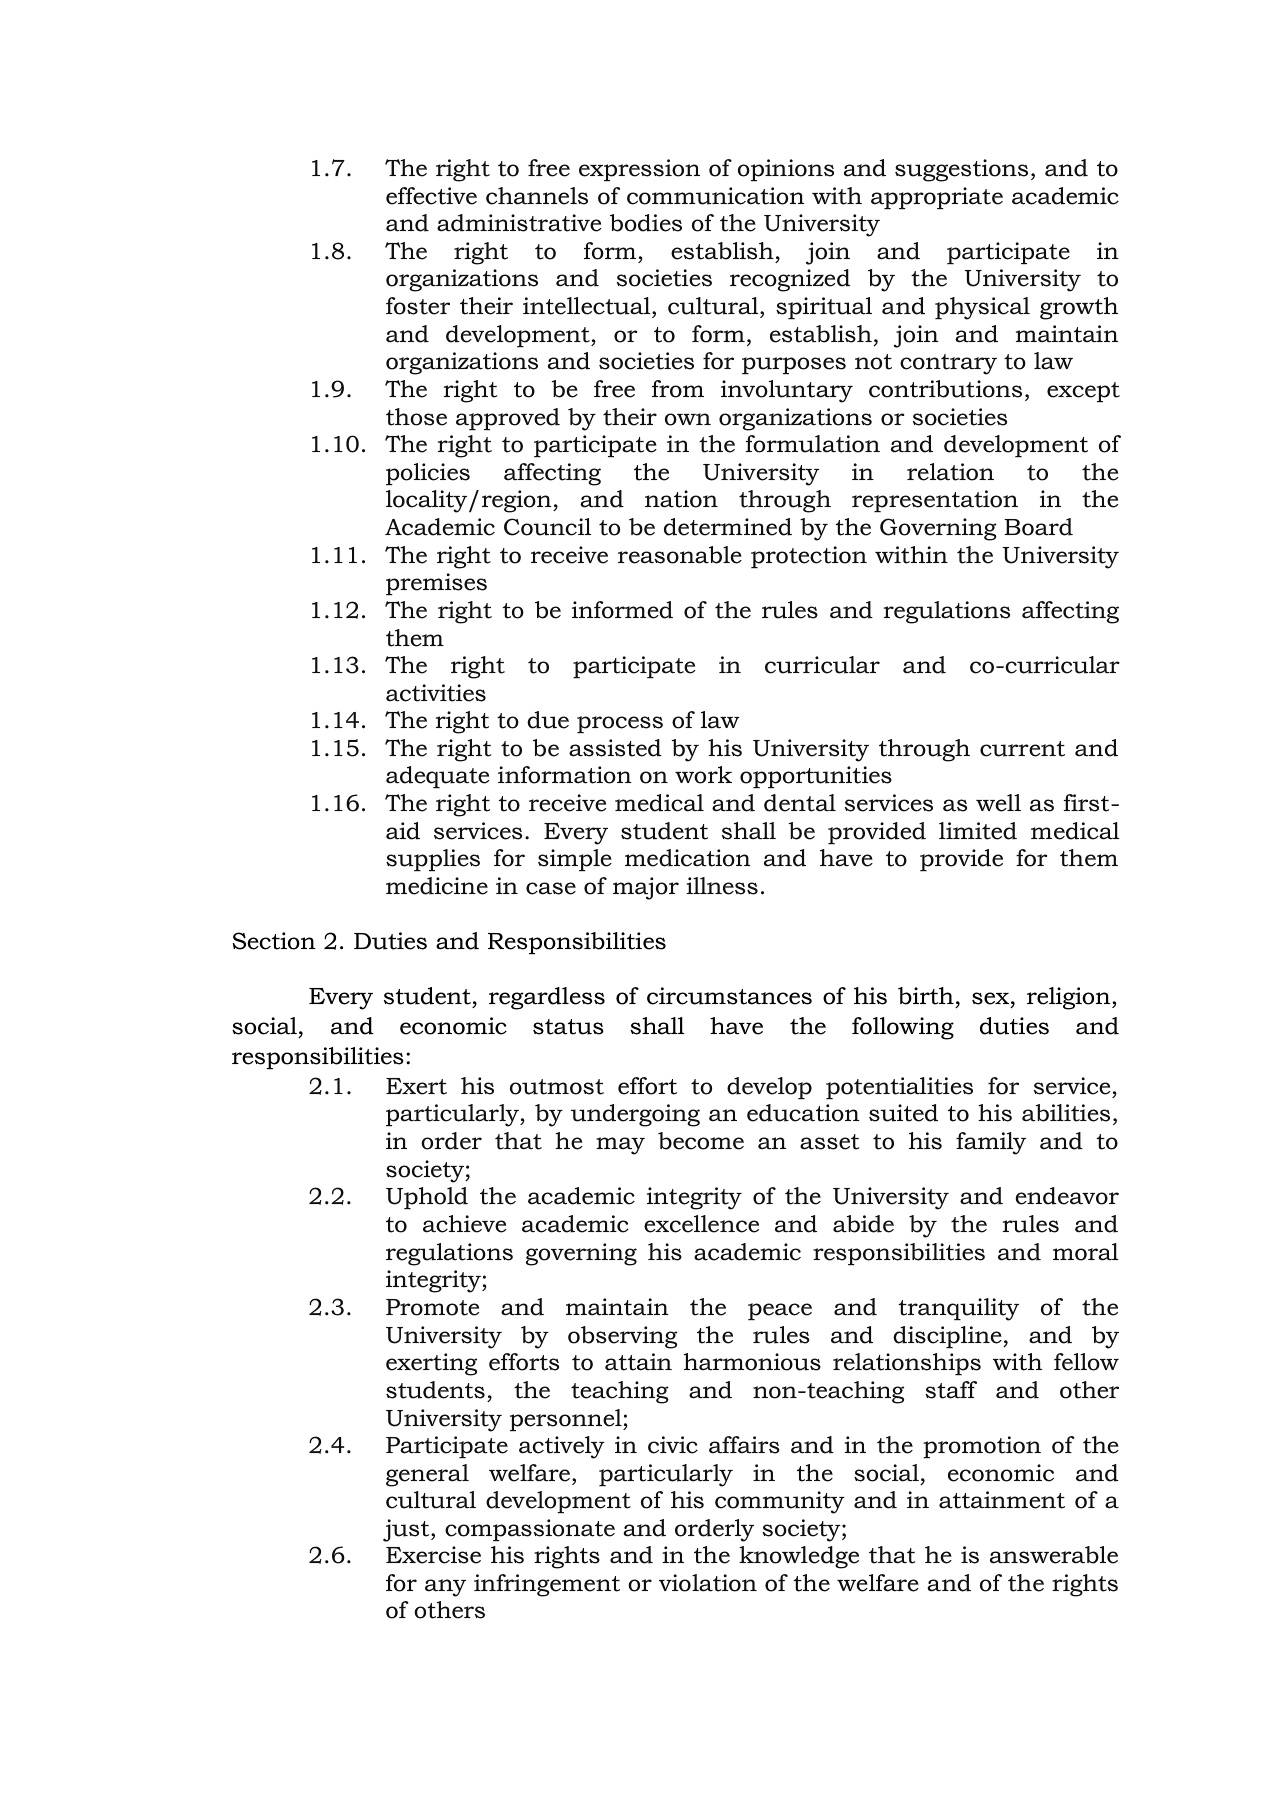 1.7. The right to free expression of opinions and suggestions, and to
effective channels of communication with appropriate academic
and administrative bodies of the University
1.8. The right to form, establish, join and participate in
organizations and societies recognized by the University to
foster their intellectual, cultural, spiritual and physical growth
and development, or to form, establish, join and maintain
organizations and societies for purposes not contrary to law
1.9. The right to be free from involuntary contributions, except
those approved by their own organizations or societies
1.10. The right to participate in the formulation and development of
policies affecting the University in relation to the
locality/region, and nation through representation in the
Academic Council to be determined by the Governing Board
1.11. The right to receive reasonable protection within the University
premises
1.12. The right to be informed of the rules and regulations affecting
them
1.13. The right to participate in curricular and co-curricular
activities
1.14. The right to due process of law
1.15. The right to be assisted by his University through current and
adequate information on work opportunities
1.16. The right to receive medical and dental services as well as first-
aid services. Every student shall be provided limited medical
supplies for simple medication and have to provide for them
medicine in case of major illness.
Section 2. Duties and Responsibilities
Every student, regardless of circumstances of his birth, sex, religion,
social, and economic status shall have the following duties and
responsibilities:
2.1. Exert his outmost effort to develop potentialities for service,
particularly, by undergoing an education suited to his abilities,
in order that he may become an asset to his family and to
society;
2.2. Uphold the academic integrity of the University and endeavor
to achieve academic excellence and abide by the rules and
regulations governing his academic responsibilities and moral
integrity;
2.3. Promote and maintain the peace and tranquility of the
University by observing the rules and discipline, and by
exerting efforts to attain harmonious relationships with fellow
students, the teaching and non-teaching staff and other
University personnel;
2.4. Participate actively in civic affairs and in the promotion of the
general welfare, particularly in the social, economic and
cultural development of his community and in attainment of a
just, compassionate and orderly society;
2.6. Exercise his rights and in the knowledge that he is answerable
for any infringement or violation of the welfare and of the rights
of others